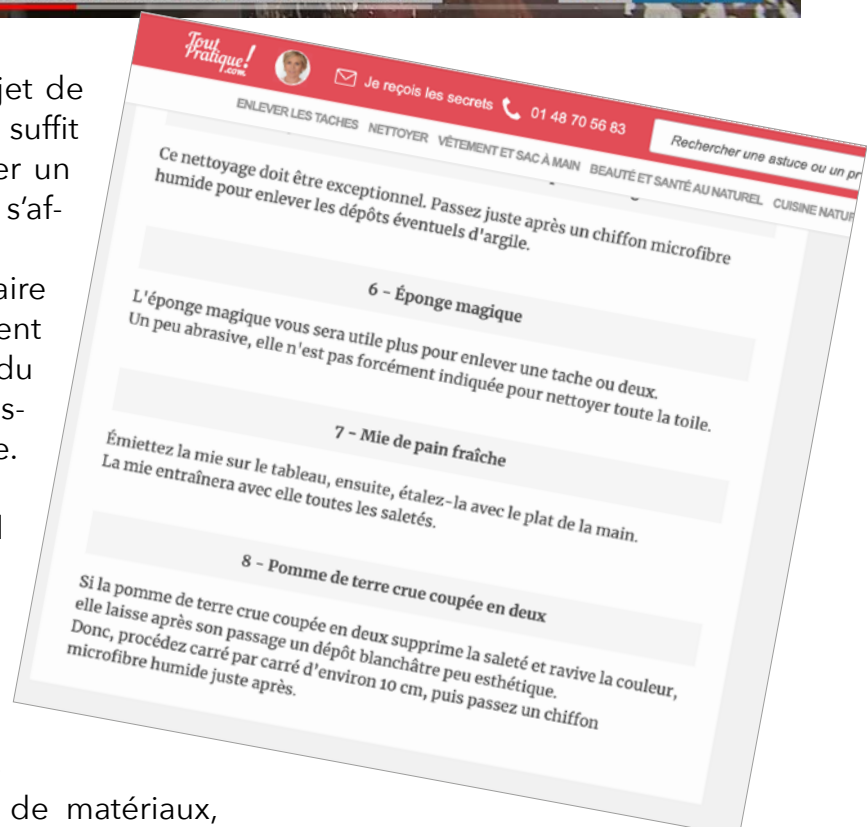 jet de
suffit
er un
s'af-
aire
ent
du
s-
e.
de matériaux,
Tout
Pratique!
.com
Je reçois les secrets
01 48 70 56 83
Rechercher une astuce ou un pr
ENLEVER LES TACHES NETTOYER VÊTEMENT ET SAC À MAIN BEAUTÉ ET SANTÉ AU NATUREL CUISINE NATUR
Ce nettoyage doit être exceptionnel. Passez juste après un chiffon microfibre
humide pour enlever les dépôts éventuels d'argile.
6 - Éponge magique
L'éponge magique vous sera utile plus pour enlever une tache ou deux.
Un peu abrasive, elle n'est pas forcément indiquée pour nettoyer toute la toile.
7 - Mie de pain fraîche
Émiettez la mie sur le tableau, ensuite, étalez-la avec le plat de la main.
La mie entraînera avec elle toutes les saletés.
8 - Pomme de terre crue coupée en deux
Si la pomme de terre crue coupée en deux supprime la saleté et ravive la couleur,
elle laisse après son passage un dépôt blanchâtre peu esthétique.
Donc, procédez carré par carré d'environ 10 cm, puis passez un chiffon
microfibre humide juste après.